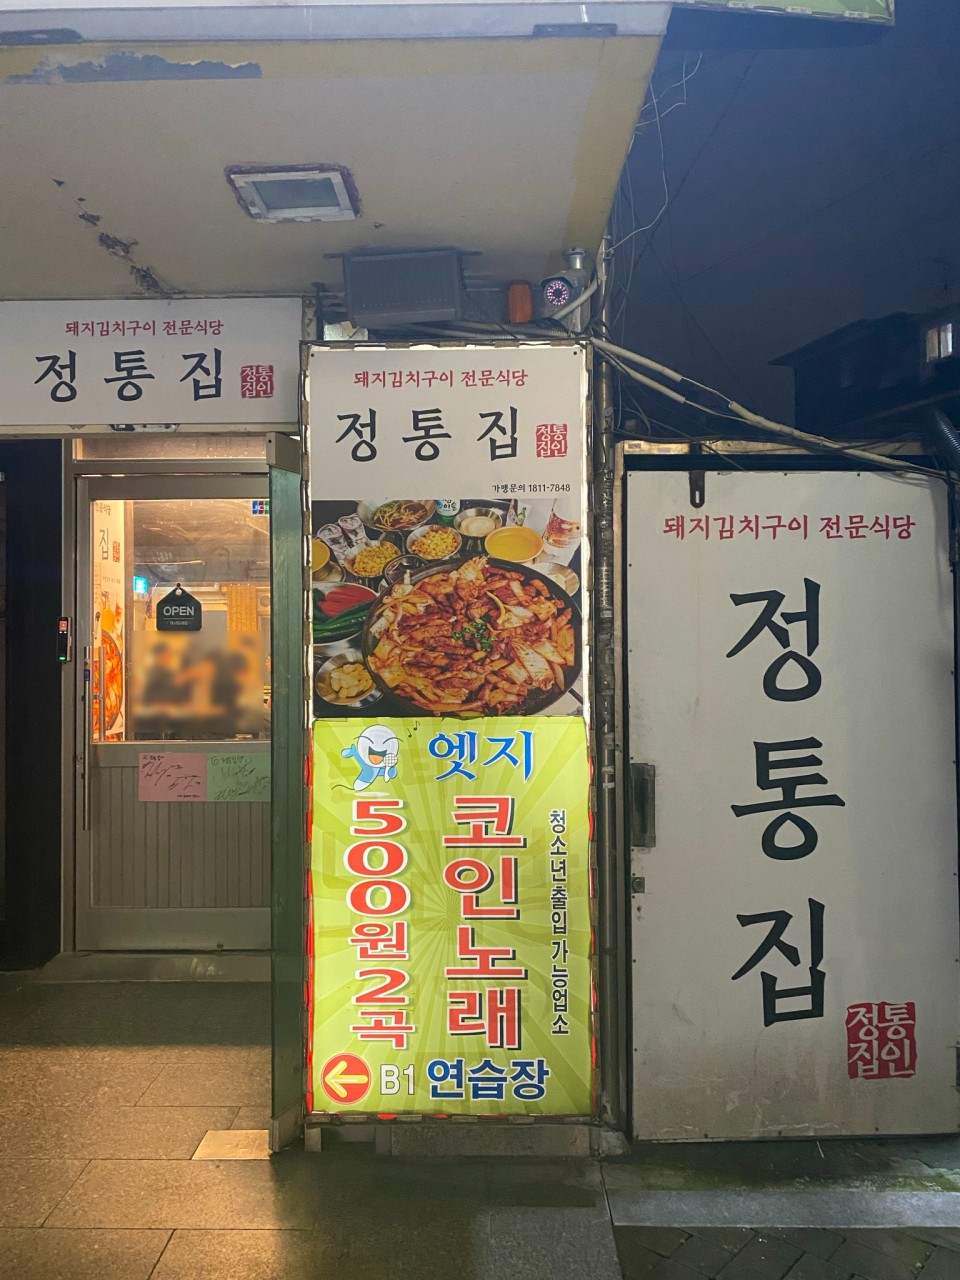 돼지김치구이 전문식당
정통집
정통
집인
돼지김치구이 전문식당
정통집
정통
집인
가맹문의 1811-7848
OPEN
집
JCB
엣지
코인노래
연습장
500원2곡
청소년출입 가능업소
B1
돼지김치구이 전문식당
정통집
정통
집인